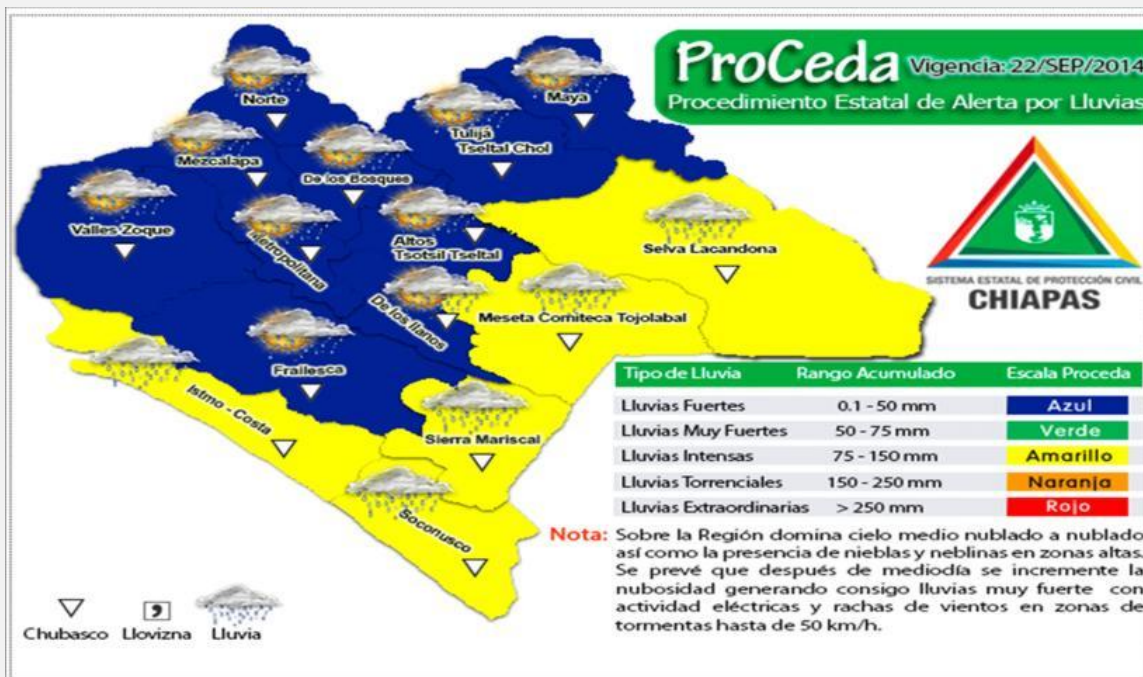 ProCeda Vigencia: 22/SEP/2014
Procedimiento Estatal de Alerta por Lluvias
Norte
Maya
Tulijá
Tseltal Chol
Mezcalapa
De los Bosques
Valles Zoque
Metropolitana
Altos
Tsotsil Tseltal
Selva Lacandona
De los llanos
Meseta Comiteca Tojolabal
Frailesca
Istmo - Costa
Sierra Mariscal
Soconusco
SISTEMA ESTATAL DE PROTECCIÓN CIVIL
CHIAPAS
Tipo de Lluvia Rango Acumulado Escala Proceda
Lluvias Fuertes 0.1 - 50 mm Azul
Lluvias Muy Fuertes 50 - 75 mm Verde
Lluvias Intensas 75 - 150 mm Amarillo
Lluvias Torrenciales 150 - 250 mm Naranja
Lluvias Extraordinarias > 250 mm Rojo
Nota: Sobre la Región domina cielo medio nublado a nublado
así como la presencia de nieblas y neblinas en zonas altas.
Se prevé que después de mediodía se incremente la
nubosidad generando consigo lluvias muy fuerte con
actividad eléctricas y rachas de vientos en zonas de
tormentas hasta de 50 km/h.
Chubasco Llovizna Lluvia